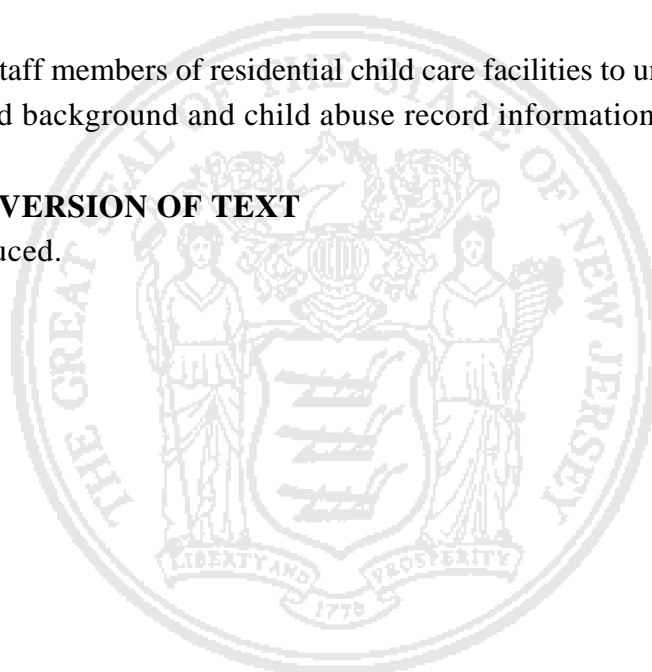 taff members of residential child care facilities to u
d background and child abuse record information
VERSION OF TEXT
uced.
THE GREAT SEAL OF THE STATE OF NEW JERSEY
LIBERTY AND PROSPERITY
1776